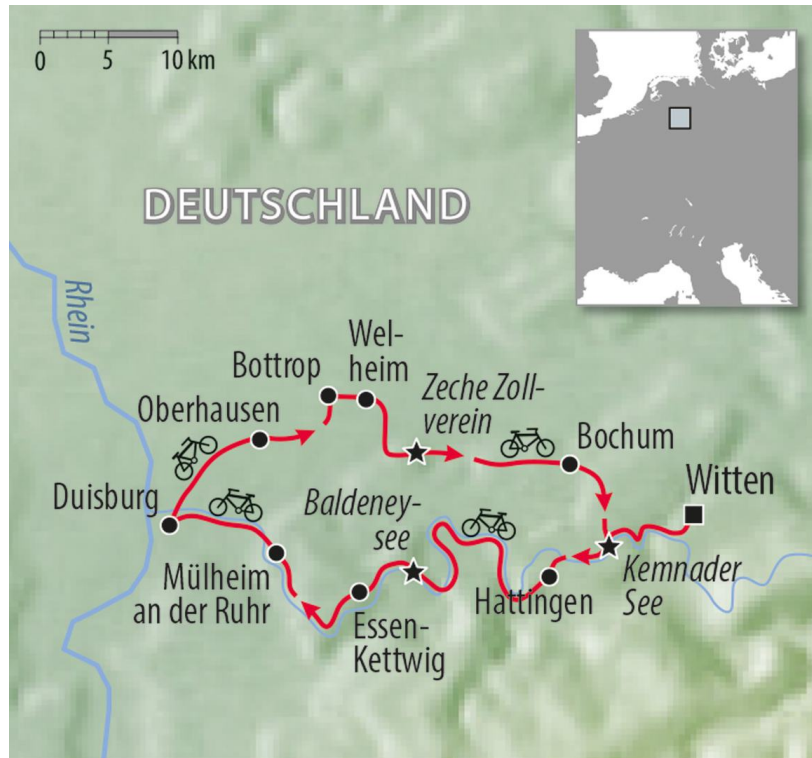 0 5 10 km
DEUTSCHLAND
Rhein
Wel-
heim
Bottrop
Zeche Zoll-
verein
Oberhausen
Bochum
Witten
Duisburg
Baldeney-
see
Mülheim
an der Ruhr
Hattingen
Kemnader
See
Essen-
Kettwig